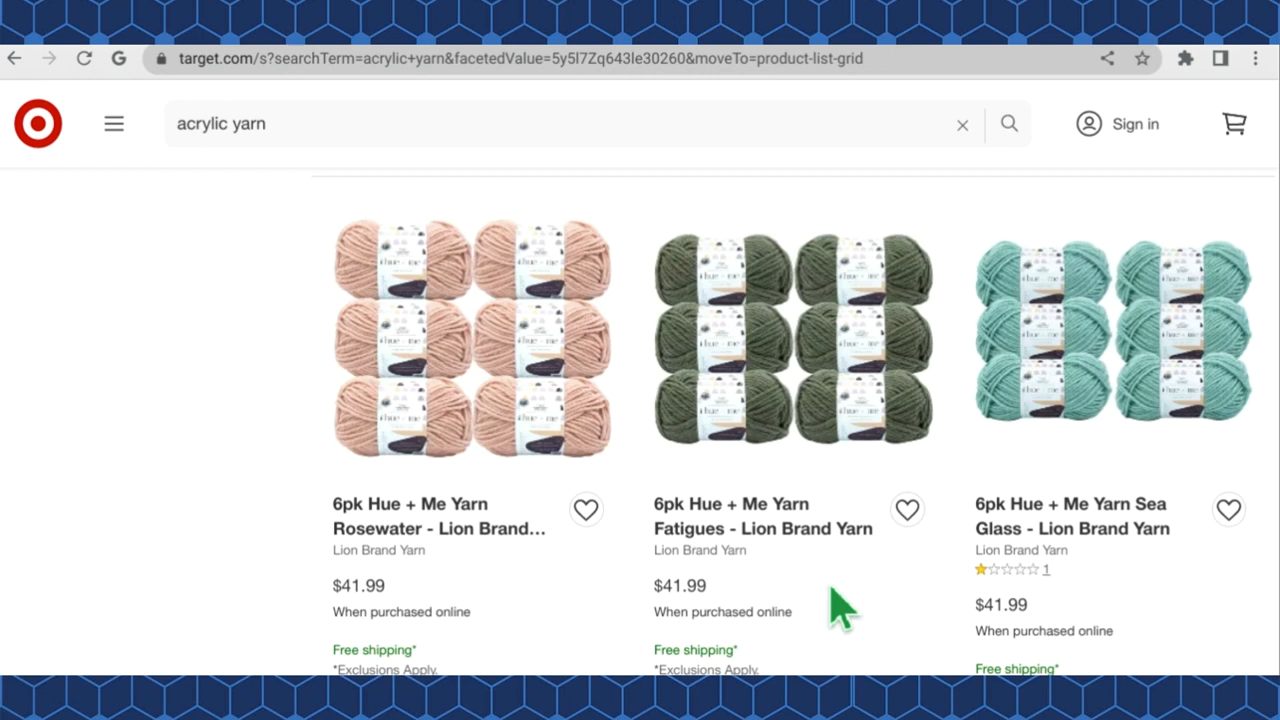 target.com/s?searchTerm=acrylic+yarn&facetedValue=5y5l7Zq643le30260&moveTo=product-list-grid
acrylic yarn
Sign in
6pk Hue + Me Yarn
Rosewater - Lion Brand...
Lion Brand Yarn
$41.99
When purchased online
Free shipping*
*Exclusions Apply.
6pk Hue + Me Yarn
Fatigues - Lion Brand Yarn
Lion Brand Yarn
$41.99
When purchased online
Free shipping*
*Exclusions Apply.
6pk Hue + Me Yarn Sea
Glass - Lion Brand Yarn
Lion Brand Yarn
1
$41.99
When purchased online
Free shipping*